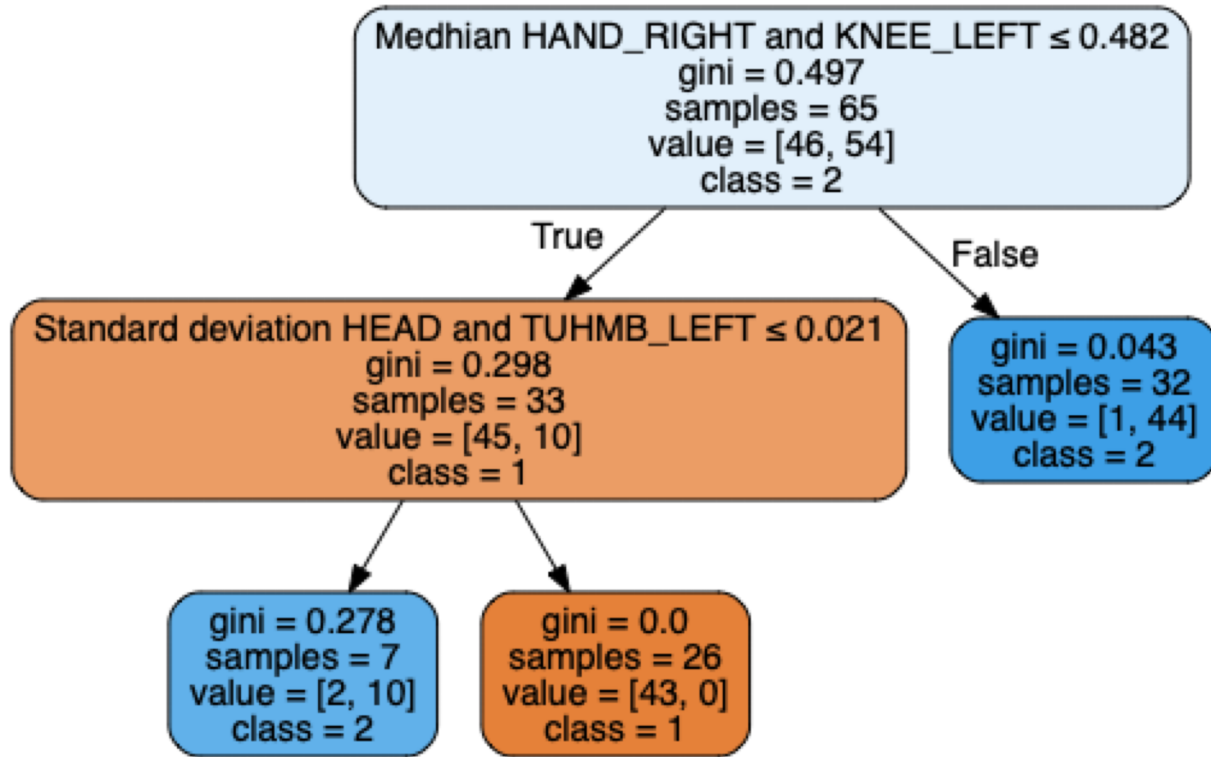 Medhian HAND_RIGHT and KNEE_LEFT ≤ 0.482
gini = 0.497
samples = 65
value = [46, 54]
class = 2
True
False
Standard deviation HEAD and TUHMB_LEFT ≤ 0.021
gini = 0.298
samples = 33
value = [45, 10]
class = 1
gini = 0.043
samples = 32
value = [1, 44]
class = 2
gini = 0.278
samples = 7
value = [2, 10]
class = 2
gini = 0.0
samples = 26
value = [43, 0]
class = 1